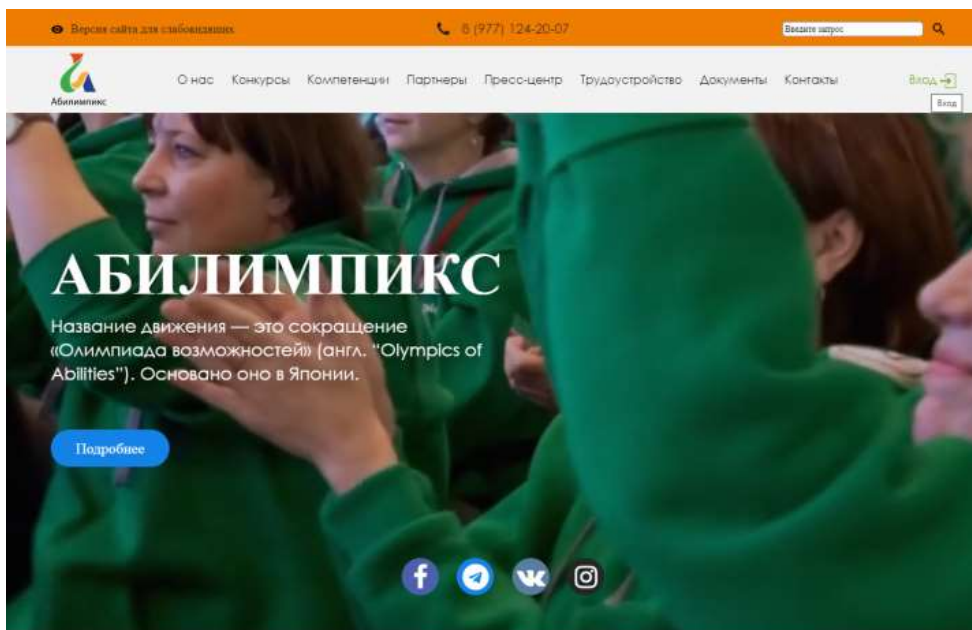 Версия сайта для слабовидящих
8 (977) 124-20-07
Введите запрос
Абилимпикс
О нас Конкурсы Компетенции Партнеры Пресс-центр Трудоустройство Документы Контакты Вход
Вход
АБИЛИМПИКС
Название движения — это сокращение
«Олимпиада возможностей» (англ. “Olympics of
Abilities”). Основано оно в Японии.
Подробнее